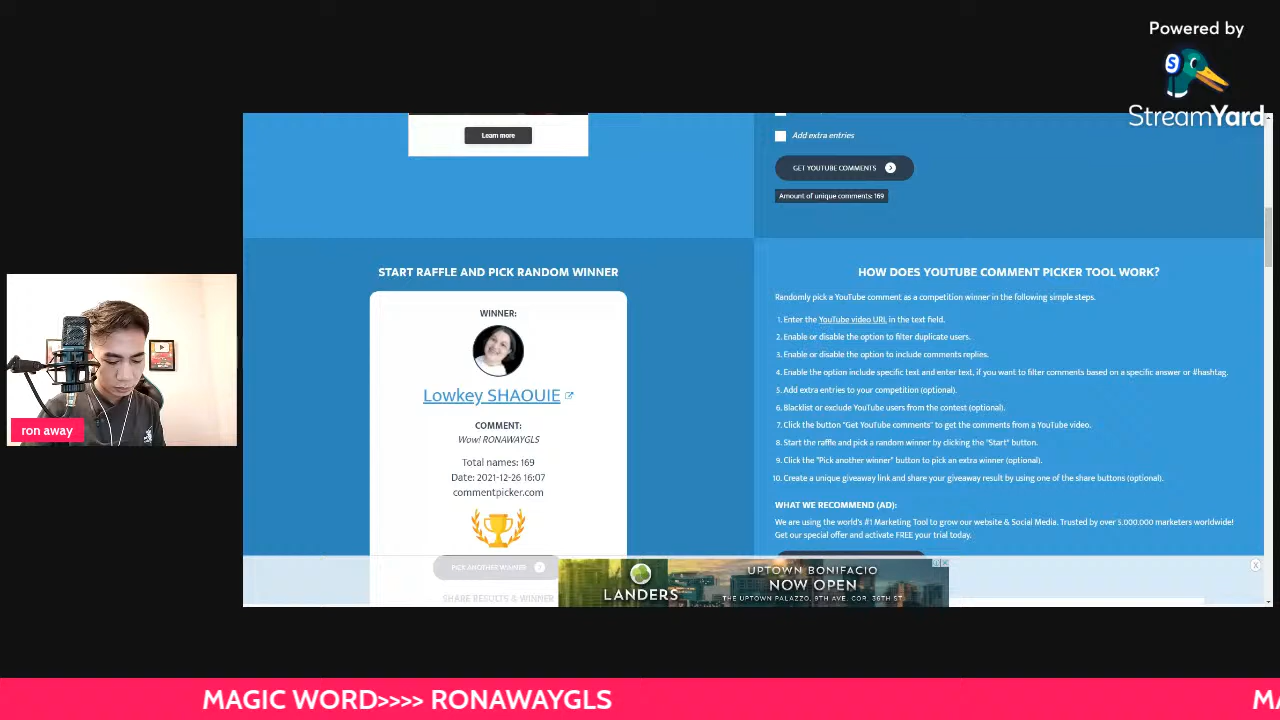 Powered by
StreamYard
Learn more
Add extra entries
GET YOUTUBE COMMENTS
Amount of unique comments: 169
START RAFFLE AND PICK RANDOM WINNER
WINNER:
Lowkey SHAOUIE
COMMENT:
Wow! RONAWAYGLS
Total names: 169
Date: 2021-12-26 16:07
commentpicker.com
PICK ANOTHER WINNER
SHARE RESULTS & WINNER
HOW DOES YOUTUBE COMMENT PICKER TOOL WORK?
Randomly pick a YouTube comment as a competition winner in the following simple steps.
1. Enter the YouTube video URL in the text field.
2. Enable or disable the option to filter duplicate users.
3. Enable or disable the option to include comments replies.
4. Enable the option include specific text and enter text, if you want to filter comments based on a specific answer or #hashtag.
5. Add extra entries to your competition (optional).
6. Blacklist or exclude YouTube users from the contest (optional).
7. Click the button "Get YouTube comments" to get the comments from a YouTube video.
8. Start the raffle and pick a random winner by clicking the "Start" button.
9. Click the "Pick another winner" button to pick an extra winner (optional).
10. Create a unique giveaway link and share your giveaway result by using one of the share buttons (optional).
WHAT WE RECOMMEND (AD):
We are using the world's #1 Marketing Tool to grow our website & Social Media. Trusted by over 5.000.000 marketers worldwide!
Get our special offer and activate FREE your trial today.
LANDERS
UPTOWN BONIFACIO
NOW OPEN
THE UPTOWN PALAZZO, 9TH AVE. COR. 36TH ST.
ron away
MAGIC WORD>>>> RONAWAYGLS
MA